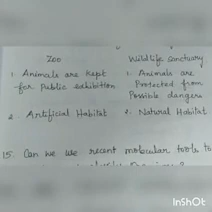 Zoo
Wildlife Sanctuary
1. Animals are kept
for public exhibition
1. Animals are
Protected from
Possible dangers
2. Artificial Habitat
2. Natural Habitat
15. Can we use recent molecular tools to
InShOt